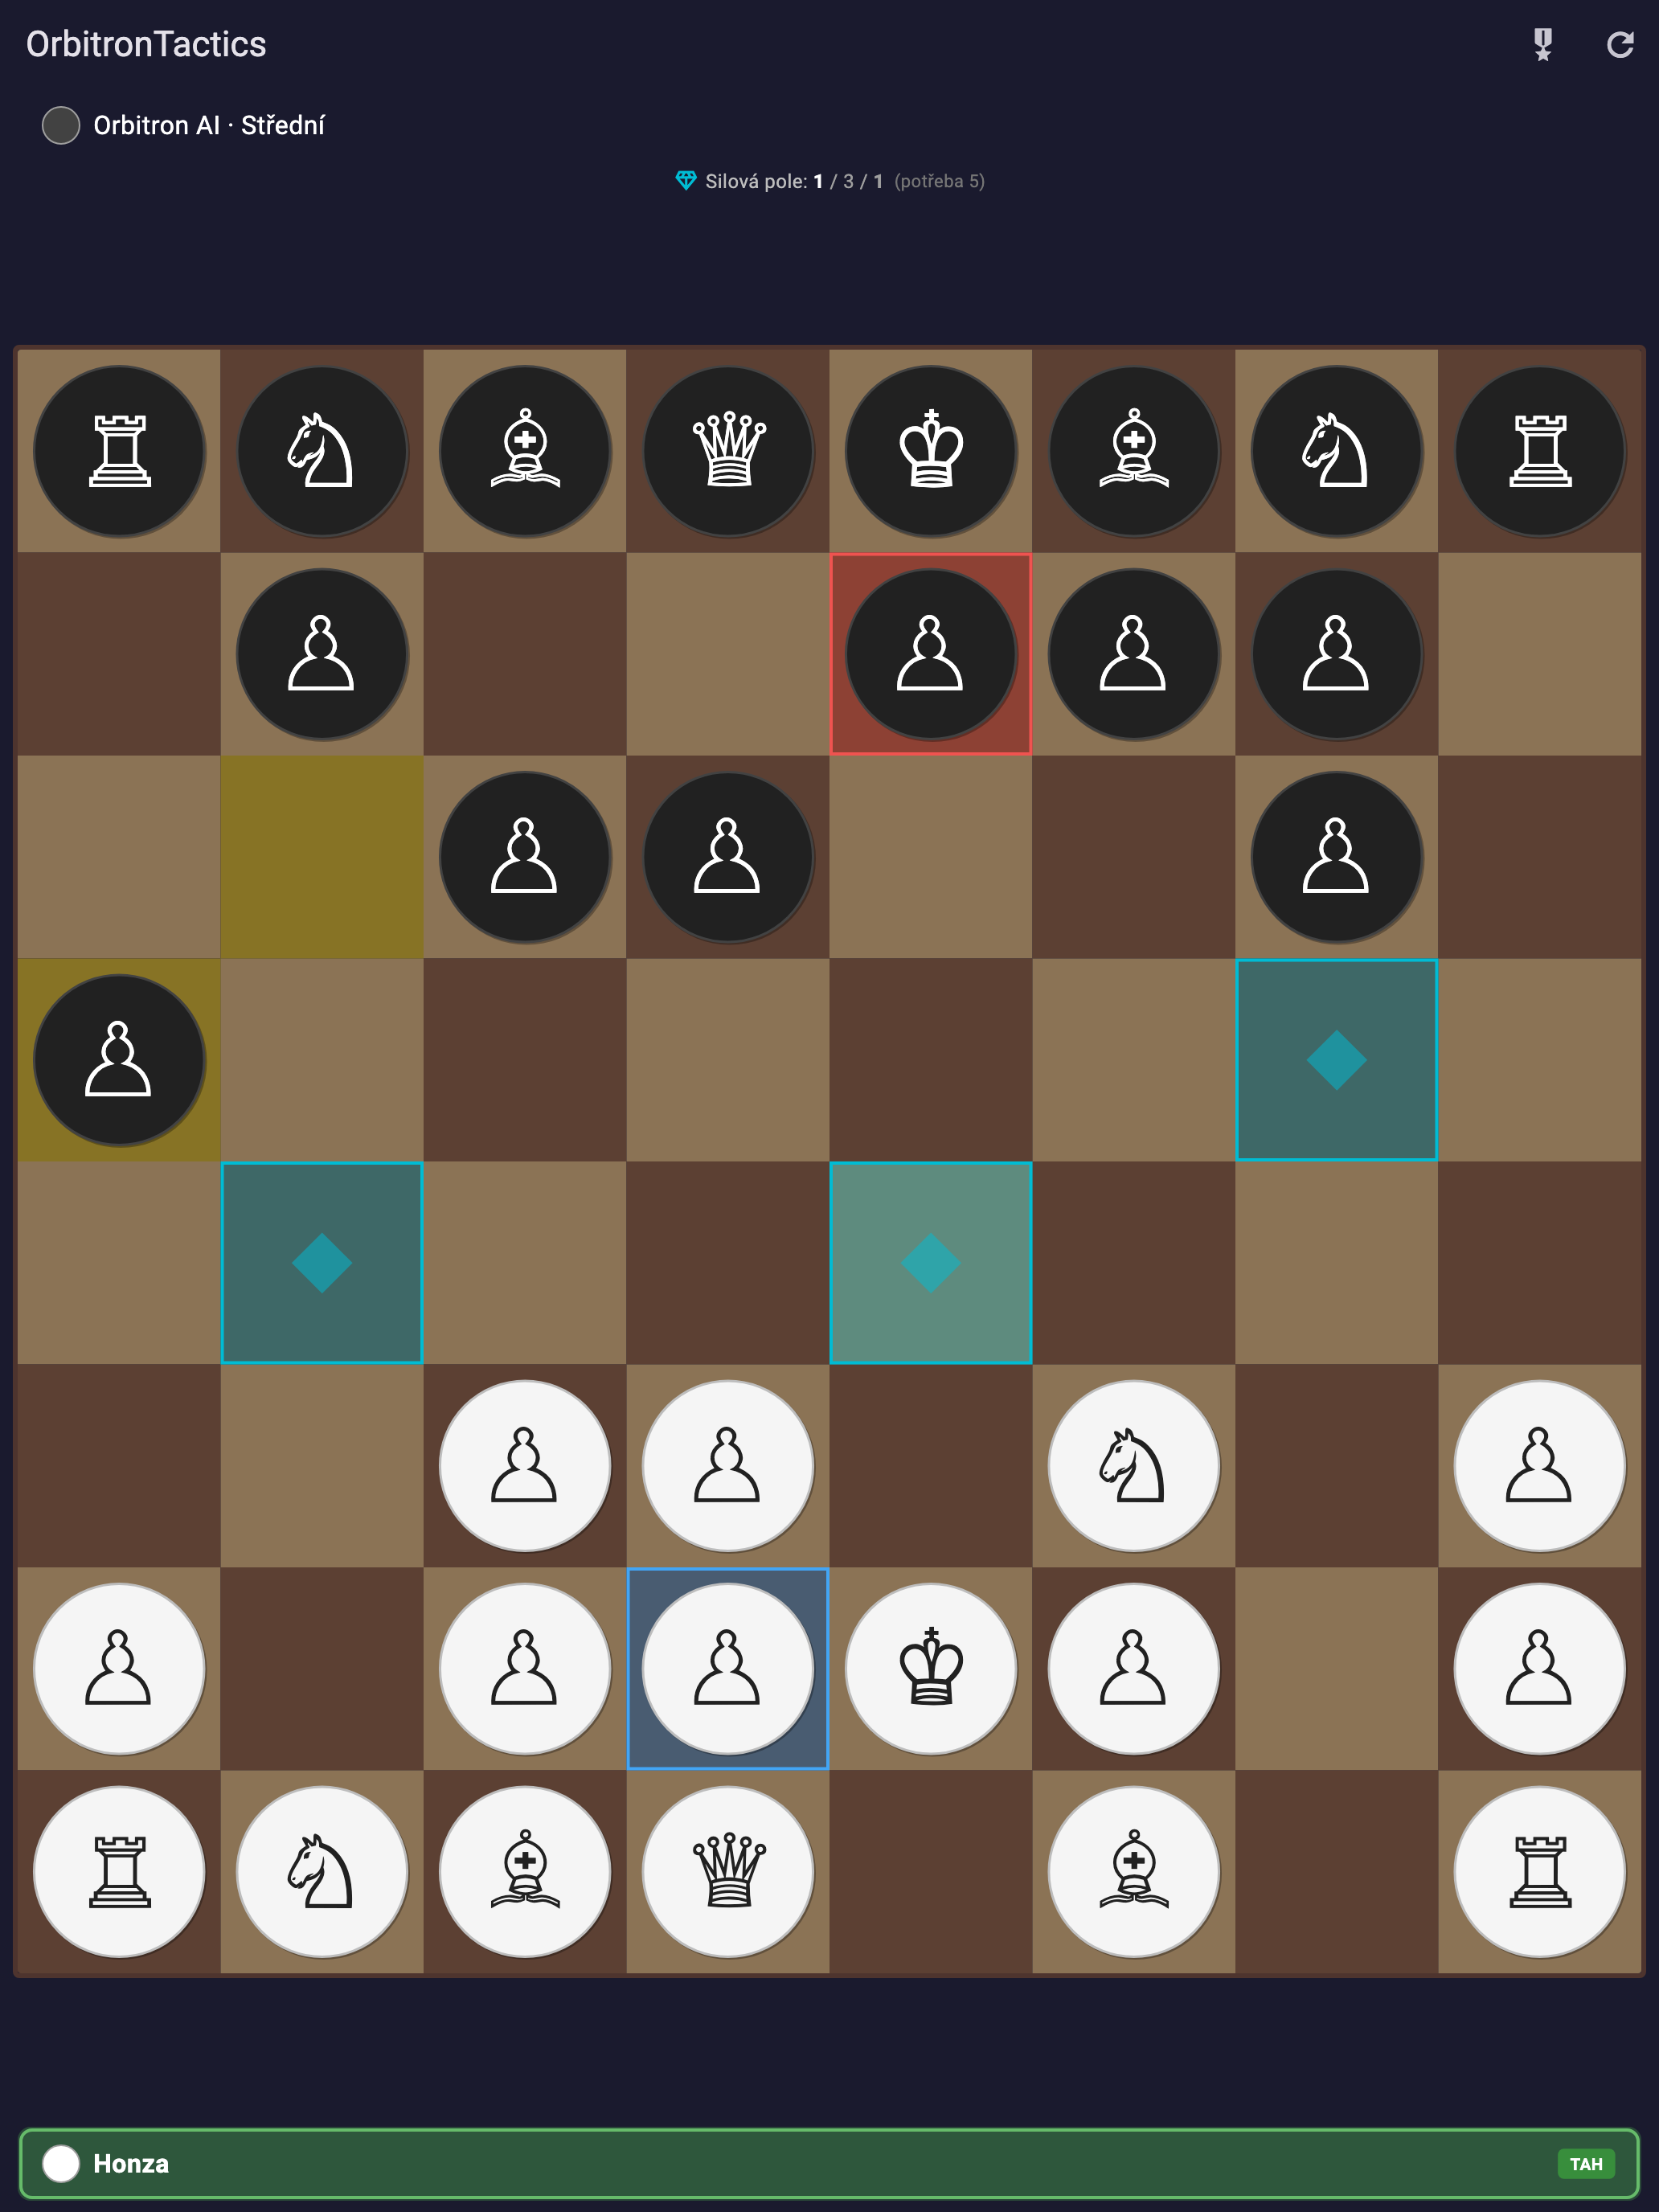 OrbitronTactics
Orbitron AI · Střední
Silová pole: 1 / 3 / 1 (potřeba 5)
Honza
TAH